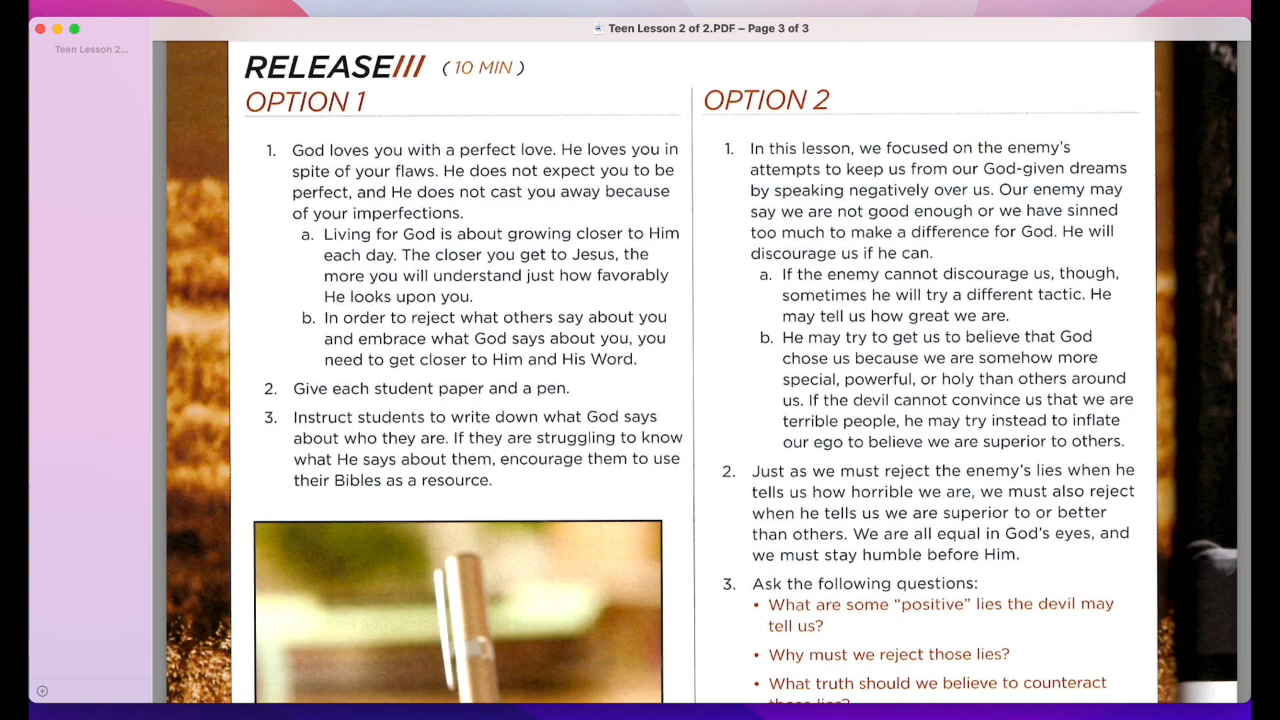 Teen Lesson 2 of 2.PDF – Page 3 of 3
Teen Lesson 2...
RELEASE///
( 10 MIN )
OPTION 1
1. God loves you with a perfect love. He loves you in
spite of your flaws. He does not expect you to be
perfect, and He does not cast you away because
of your imperfections.
a. Living for God is about growing closer to Him
each day. The closer you get to Jesus, the
more you will understand just how favorably
He looks upon you.
b. In order to reject what others say about you
and embrace what God says about you, you
need to get closer to Him and His Word.
2. Give each student paper and a pen.
3. Instruct students to write down what God says
about who they are. If they are struggling to know
what He says about them, encourage them to use
their Bibles as a resource.
OPTION 2
1. In this lesson, we focused on the enemy's
attempts to keep us from our God-given dreams
by speaking negatively over us. Our enemy may
say we are not good enough or we have sinned
too much to make a difference for God. He will
discourage us if he can.
a. If the enemy cannot discourage us, though,
sometimes he will try a different tactic. He
may tell us how great we are.
b. He may try to get us to believe that God
chose us because we are somehow more
special, powerful, or holy than others around
us. If the devil cannot convince us that we are
terrible people, he may try instead to inflate
our ego to believe we are superior to others.
2. Just as we must reject the enemy's lies when he
tells us how horrible we are, we must also reject
when he tells us we are superior to or better
than others. We are all equal in God's eyes, and
we must stay humble before Him.
3. Ask the following questions:
• What are some "positive" lies the devil may
tell us?
• Why must we reject those lies?
• What truth should we believe to counteract
those lies?